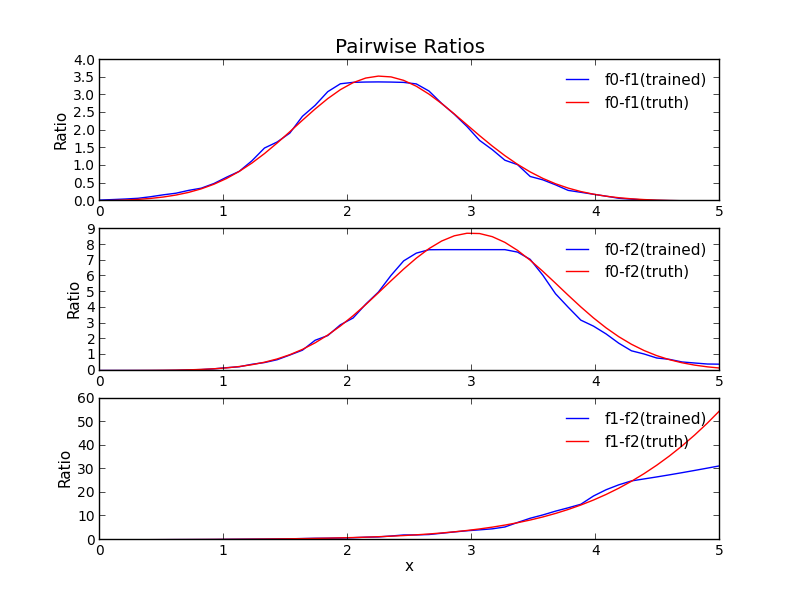 Pairwise Ratios
4.0
3.5
3.0
2.5
2.0
1.5
1.0
0.5
0.0
Ratio
f0-f1(trained)
f0-f1(truth)
0 1 2 3 4 5
9
8
7
6
5
4
3
2
1
0
Ratio
f0-f2(trained)
f0-f2(truth)
0 1 2 3 4 5
60
50
40
30
20
10
0
Ratio
f1-f2(trained)
f1-f2(truth)
0 1 2 3 4 5
x